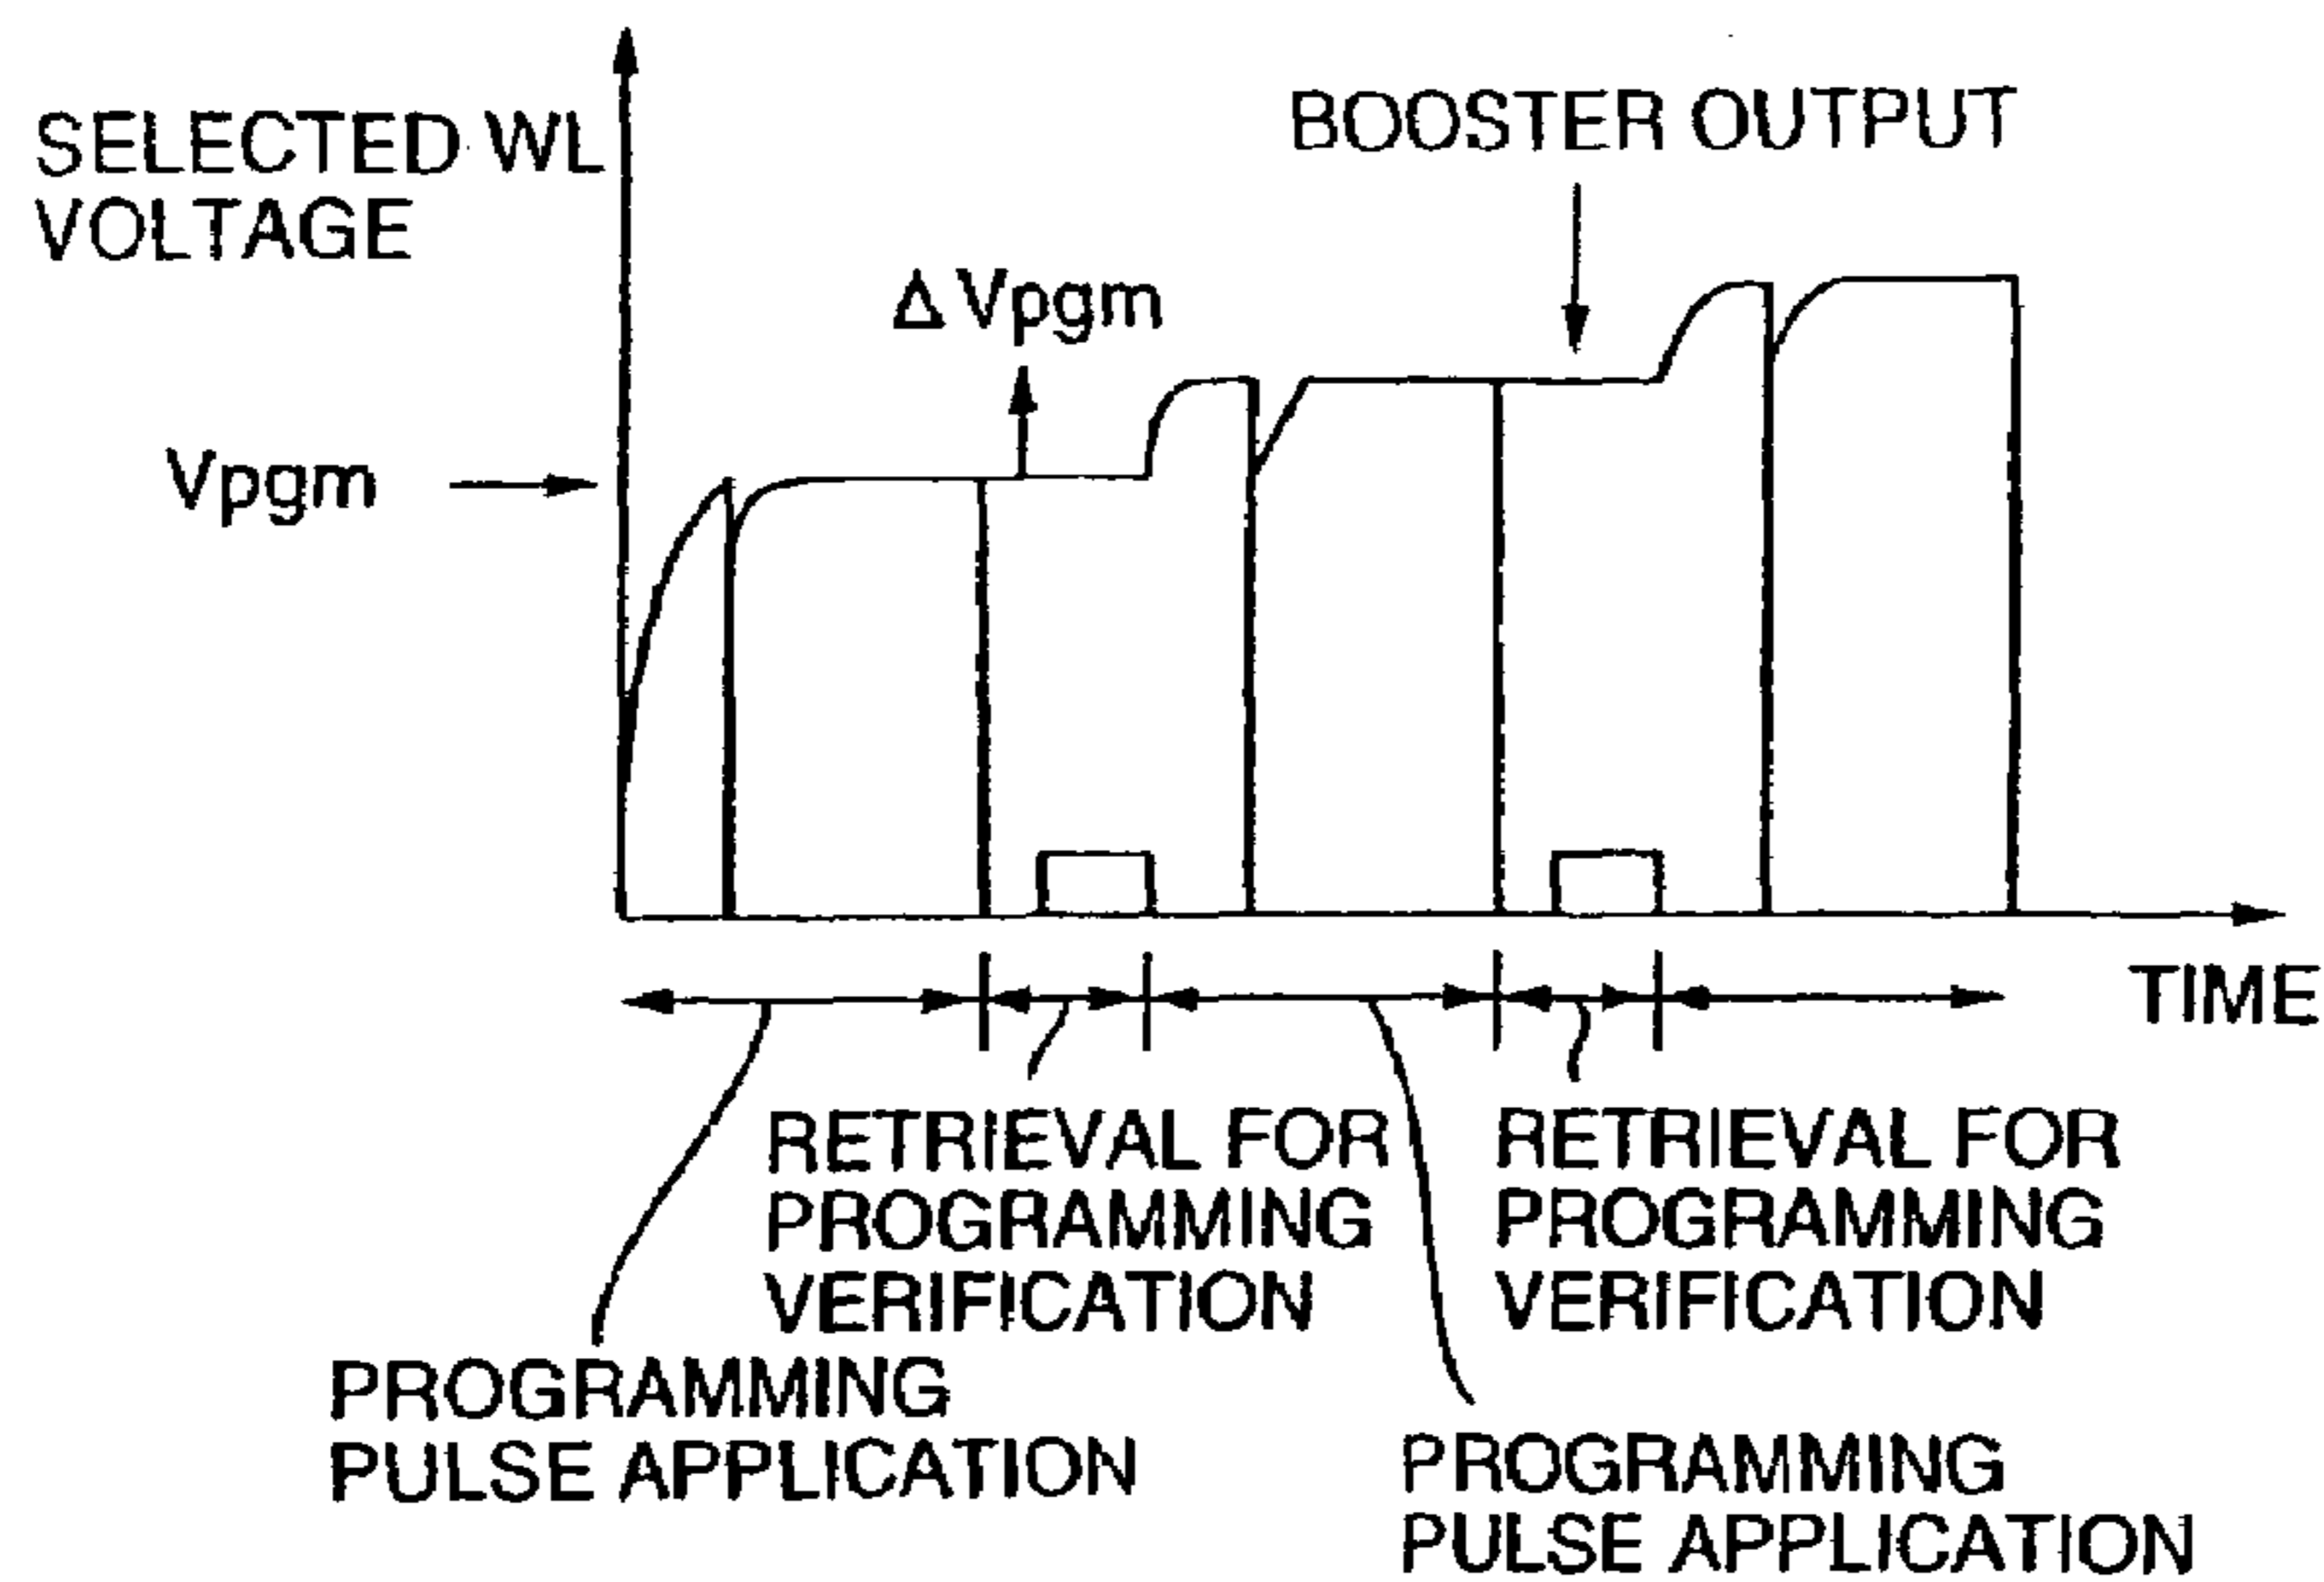 SELECTED WL
VOLTAGE
BOOSTER OUTPUT
Δ Vpgm
Vpgm
TIME
RETRIEVAL FOR
PROGRAMMING
VERIFICATION
RETRIEVAL FOR
PROGRAMMING
VERIFICATION
PROGRAMMING
PULSE APPLICATION
PROGRAMMING
PULSE APPLICATION